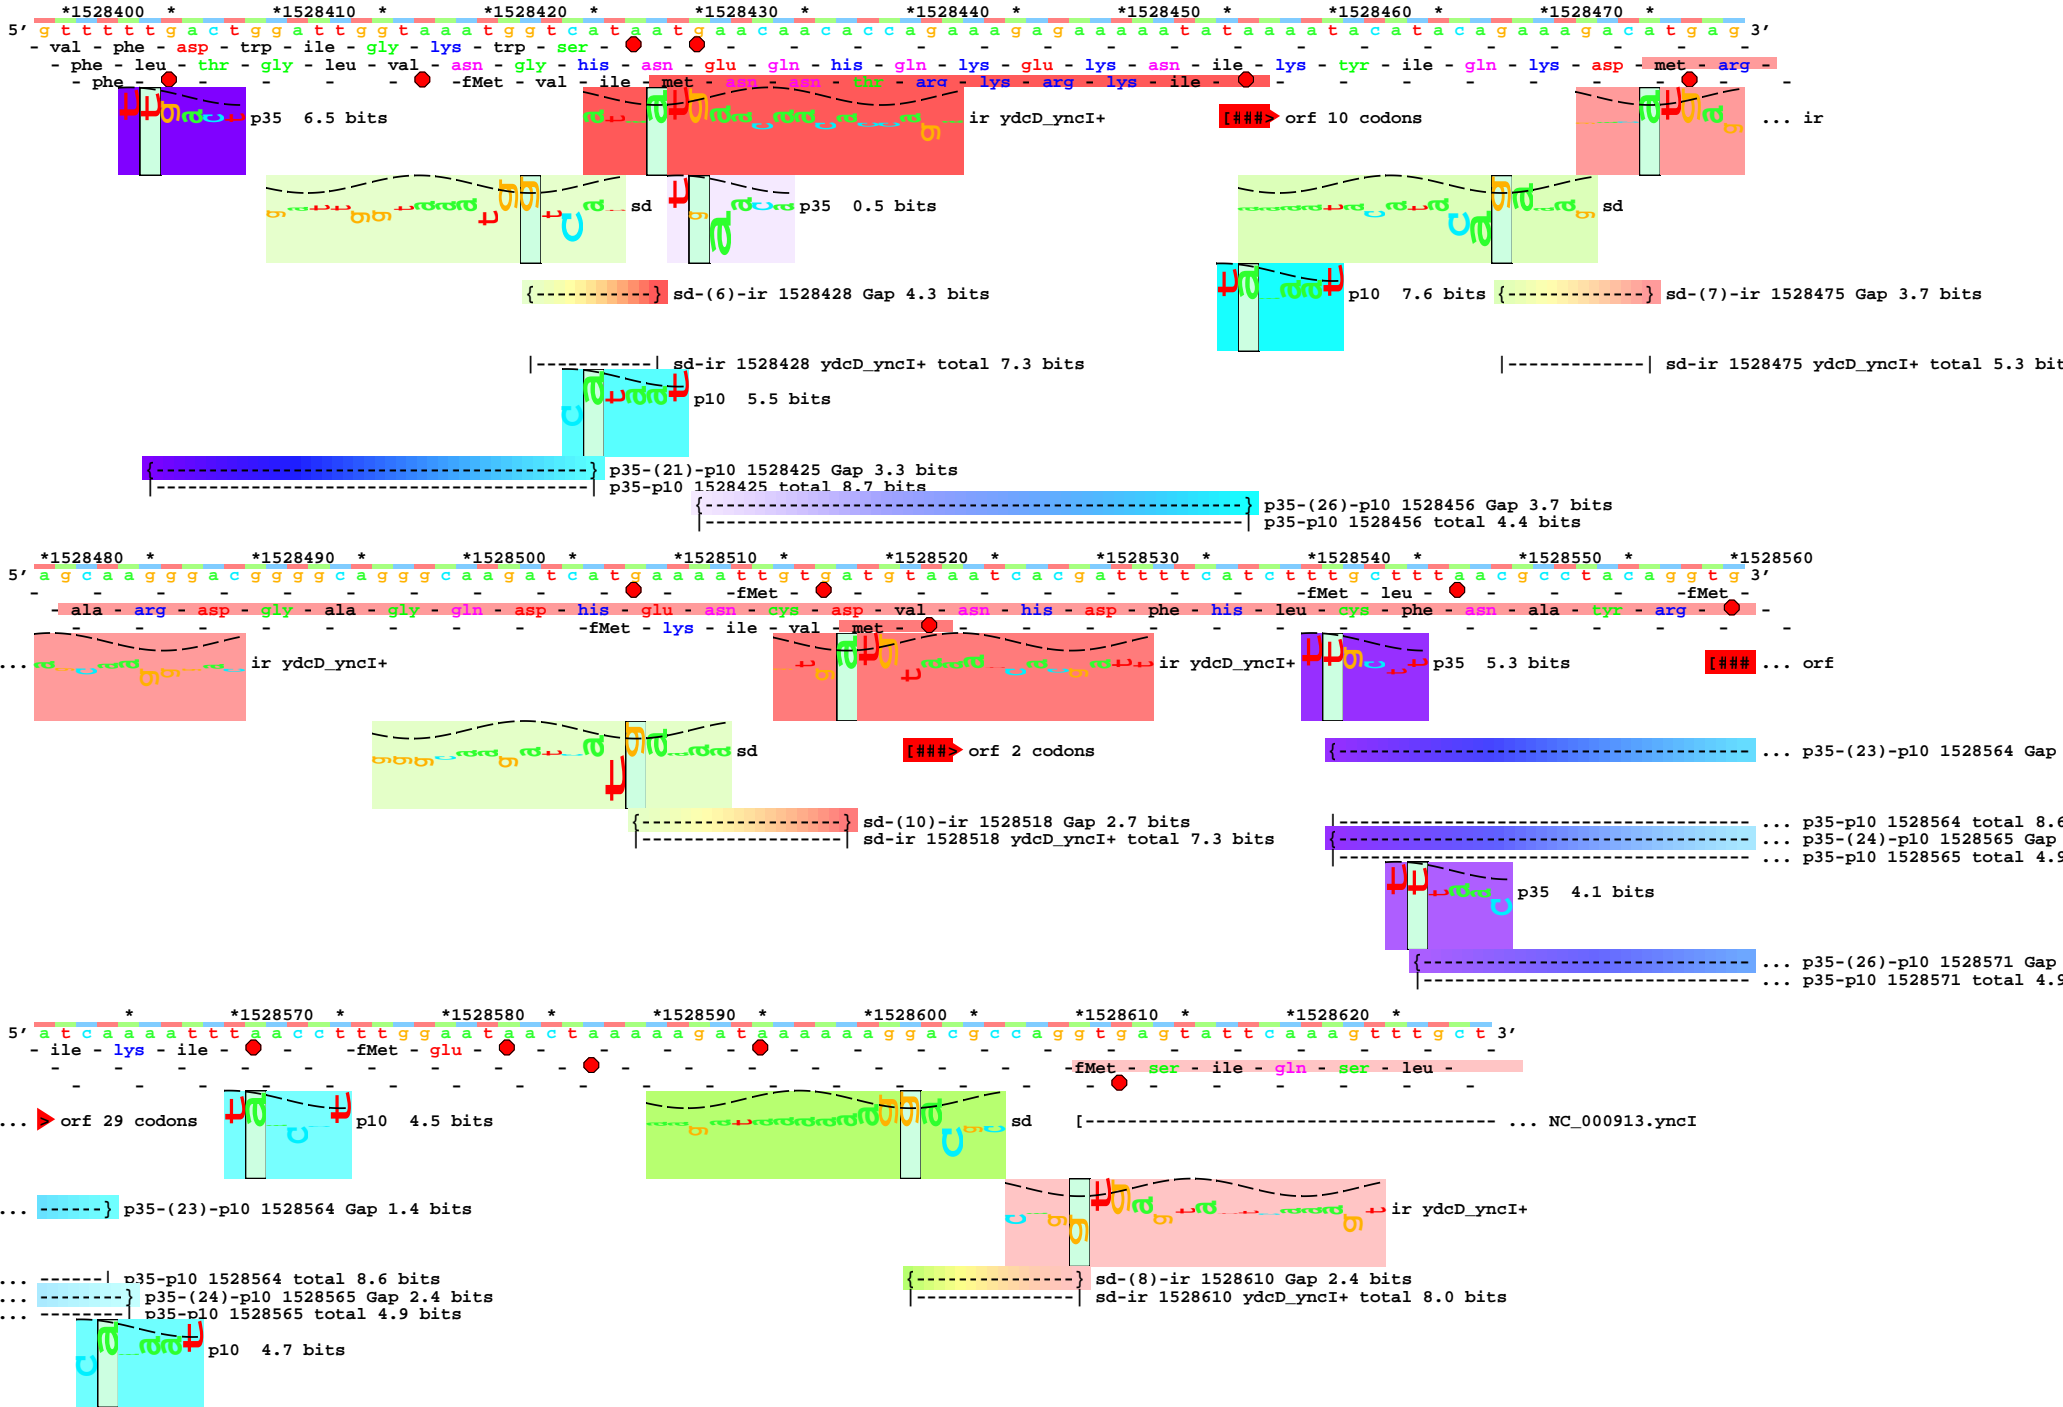 *1528400 * *1528410 * *1528420 * *1528430 * *1528440 * *1528450 * *1528460 * *1528470 *
5' g t t t t t g a c t g g a t t g g t a a a t g g t c a t a a t g a a c a a c a c c a g a a a g a g a a a a a t a t a a a a t a c a t a c a g a a a g a c a t g a g 3'
- val - phe - asp - trp - ile - gly - lys - trp - ser -
- phe - leu - thr - gly - leu - val - asn - gly - his - asn - glu - gln - his - gln - lys - glu - lys - asn - ile - lys - tyr - ile - gln - lys - asp - met - arg -
- phe - -fMet - val - ile - met - asn - asn - thr - arg - lys - arg - lys - ile -
p35 6.5 bits
ir ydcD_yncI+
[###> orf 10 codons
... ir
sd
p35 0.5 bits
sd
{-----------} sd-(6)-ir 1528428 Gap 4.3 bits
p10 7.6 bits
{------------} sd-(7)-ir 1528475 Gap 3.7 bits
|-----------| sd-ir 1528428 ydcD_yncI+ total 7.3 bits
|------------| sd-ir 1528475 ydcD_yncI+ total 5.3 bit
p10 5.5 bits
{---------------------------------------} p35-(21)-p10 1528425 Gap 3.3 bits
|---------------------------------------| p35-p10 1528425 total 8.7 bits
{-------------------------------------------------} p35-(26)-p10 1528456 Gap 3.7 bits
|-------------------------------------------------| p35-p10 1528456 total 4.4 bits
*1528480 * *1528490 * *1528500 * *1528510 * *1528520 * *1528530 * *1528540 * *1528550 * *1528560
5' a g c a a g g g a c g g g g c a g g g c a a g a t c a t g a a a a t t g t g a t g t a a a t c a c g a t t t t c a t c t t t g c t t t a a c g c c t a c a g g t g 3'
-fMet - -fMet - leu - -fMet -
- ala - arg - asp - gly - ala - gly - gln - asp - his - glu - asn - cys - asp - val - asn - his - asp - phe - his - leu - cys - phe - asn - ala - tyr - arg - -
-fMet - lys - ile - val - met -
... ir ydcD_yncI+
ir ydcD_yncI+
p35 5.3 bits
[### ... orf
sd
[###> orf 2 codons
{------------------------------------- ... p35-(23)-p10 1528564 Gap
{-------------------} sd-(10)-ir 1528518 Gap 2.7 bits
|------------------------------------- ... p35-p10 1528564 total 8.6
|-------------------| sd-ir 1528518 ydcD_yncI+ total 7.3 bits
{------------------------------------- ... p35-(24)-p10 1528565 Gap
|------------------------------------- ... p35-p10 1528565 total 4.9
p35 4.1 bits
{----------------------------- ... p35-(26)-p10 1528571 Gap
|----------------------------- ... p35-p10 1528571 total 4.9
* *1528570 * *1528580 * *1528590 * *1528600 * *1528610 * *1528620 *
5' a t c a a a a t t t a a c c t t t g g a a t a a c t a a a a a g a t a a a a a a g g a c g c c a g g t g a g t a t t c a a a g t t t g c t 3'
- ile - lys - ile - - -fMet - glu -
-fMet - ser - ile - gln - ser - leu -
... > orf 29 codons
p10 4.5 bits
sd
[------------------------------------- ... NC_000913.yncI
... ------} p35-(23)-p10 1528564 Gap 1.4 bits
ir ydcD_yncI+
... ------| p35-p10 1528564 total 8.6 bits
{--------------} sd-(8)-ir 1528610 Gap 2.4 bits
... -------} p35-(24)-p10 1528565 Gap 2.4 bits
|--------------| sd-ir 1528610 ydcD_yncI+ total 8.0 bits
... -------| p35-p10 1528565 total 4.9 bits
p10 4.7 bits